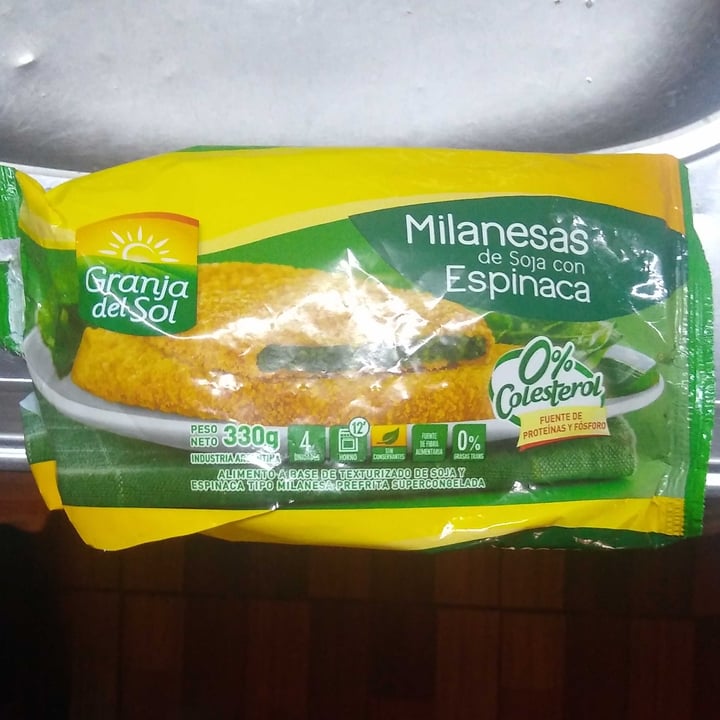 Granja
del Sol
Milanesas
de Soja con
Espinaca
0%
Colesterol
FUENTE DE
PROTEÍNAS Y FÓSFORO
PESO
NETO 330g
INDUSTRIA ARGENTINA
4
UNIDADES
12'
HORNO
SIN
CONSERVANTES
FUENTE
DE FIBRA
ALIMENTARIA
0%
GRASAS TRANS
ALIMENTO A BASE DE TEXTURIZADO DE SOJA Y
ESPINACA TIPO MILANESA PREFRITA SUPERCONGELADA